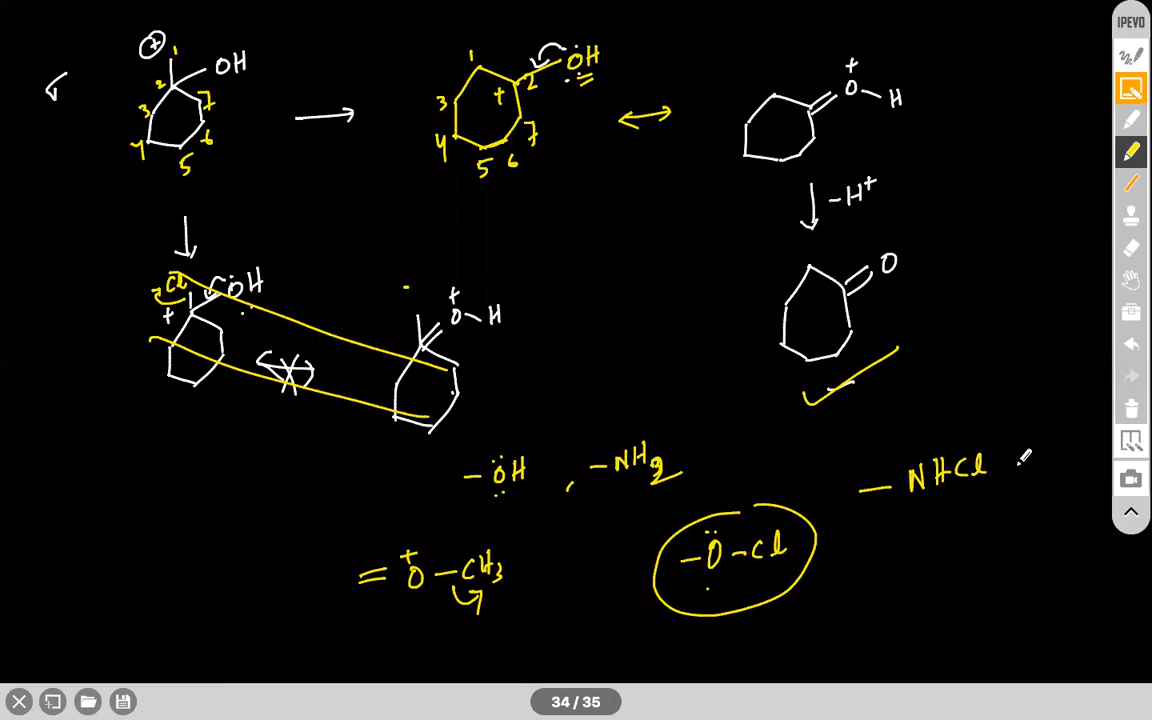 + 1 OH
2 3 7 4 6 5
1 OH
2 + 3 4 7 5 6
+
O H
- H+
O
Cl OH
+
+
O H
- OH , - NH2
- NHCl
= O+ - CH3
- O - Cl
34 / 35
IPEVO